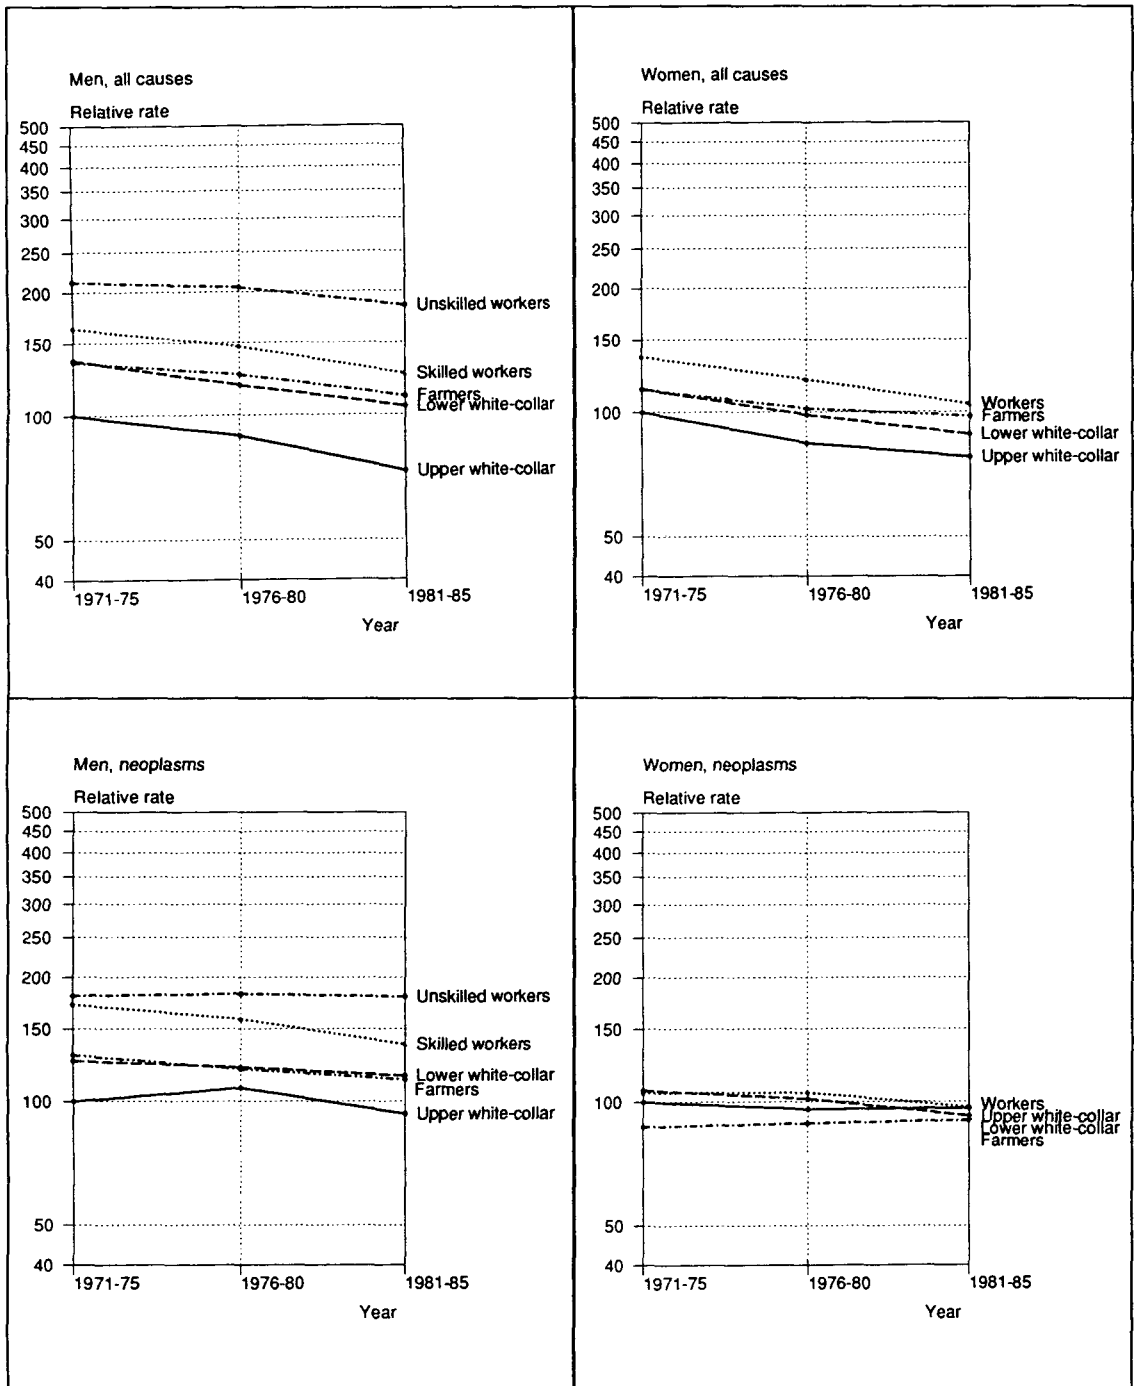 Men, all causes
Relative rate
500
450
400
350
300
250
200
150
100
50
40
Unskilled workers
Skilled workers
Farmers
Lower white-collar
Upper white-collar
1971-75 1976-80 1981-85
Year
Women, all causes
Relative rate
500
450
400
350
300
250
200
150
100
50
40
Workers
Farmers
Lower white-collar
Upper white-collar
1971-75 1976-80 1981-85
Year
Men, neoplasms
Relative rate
500
450
400
350
300
250
200
150
100
50
40
Unskilled workers
Skilled workers
Lower white-collar
Farmers
Upper white-collar
1971-75 1976-80 1981-85
Year
Women, neoplasms
Relative rate
500
450
400
350
300
250
200
150
100
50
40
Workers
Upper white-collar
Lower white-collar
Farmers
1971-75 1976-80 1981-85
Year